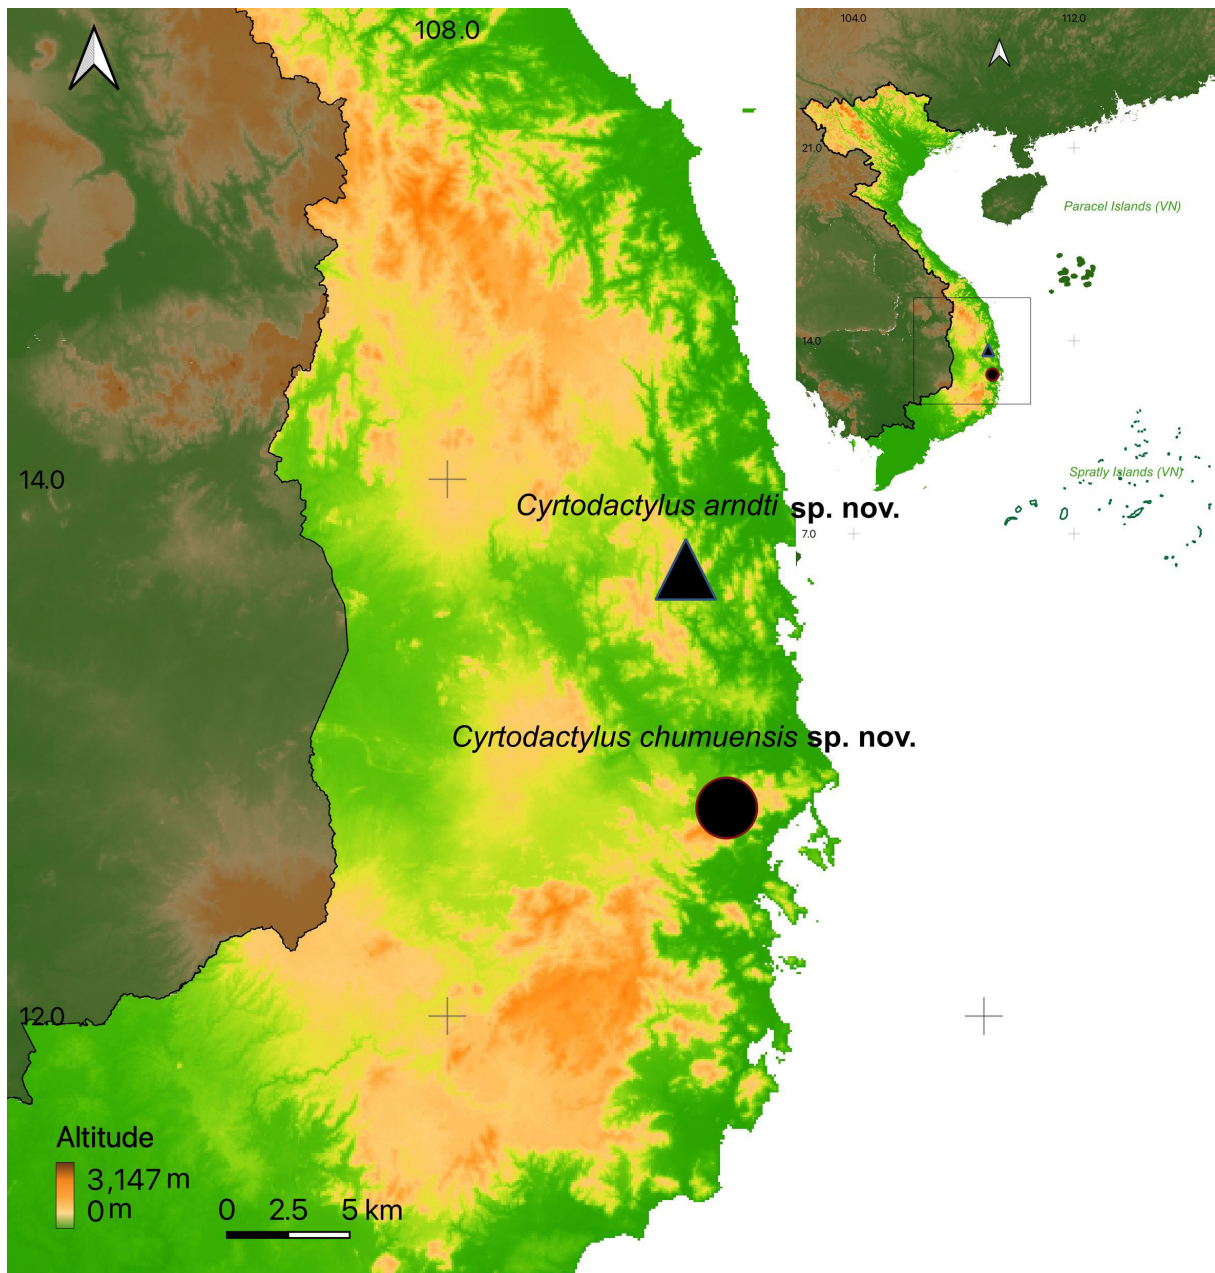 108.0
104.0
112.0
21.0
Paracel Islands (VN)
14.0
Spratly Islands (VN)
7.0
14.0
Cyrtodactylus arndti sp. nov.
Cyrtodactylus chumuensis sp. nov.
12.0
Altitude
3,147 m
0 m
0 2.5 5 km